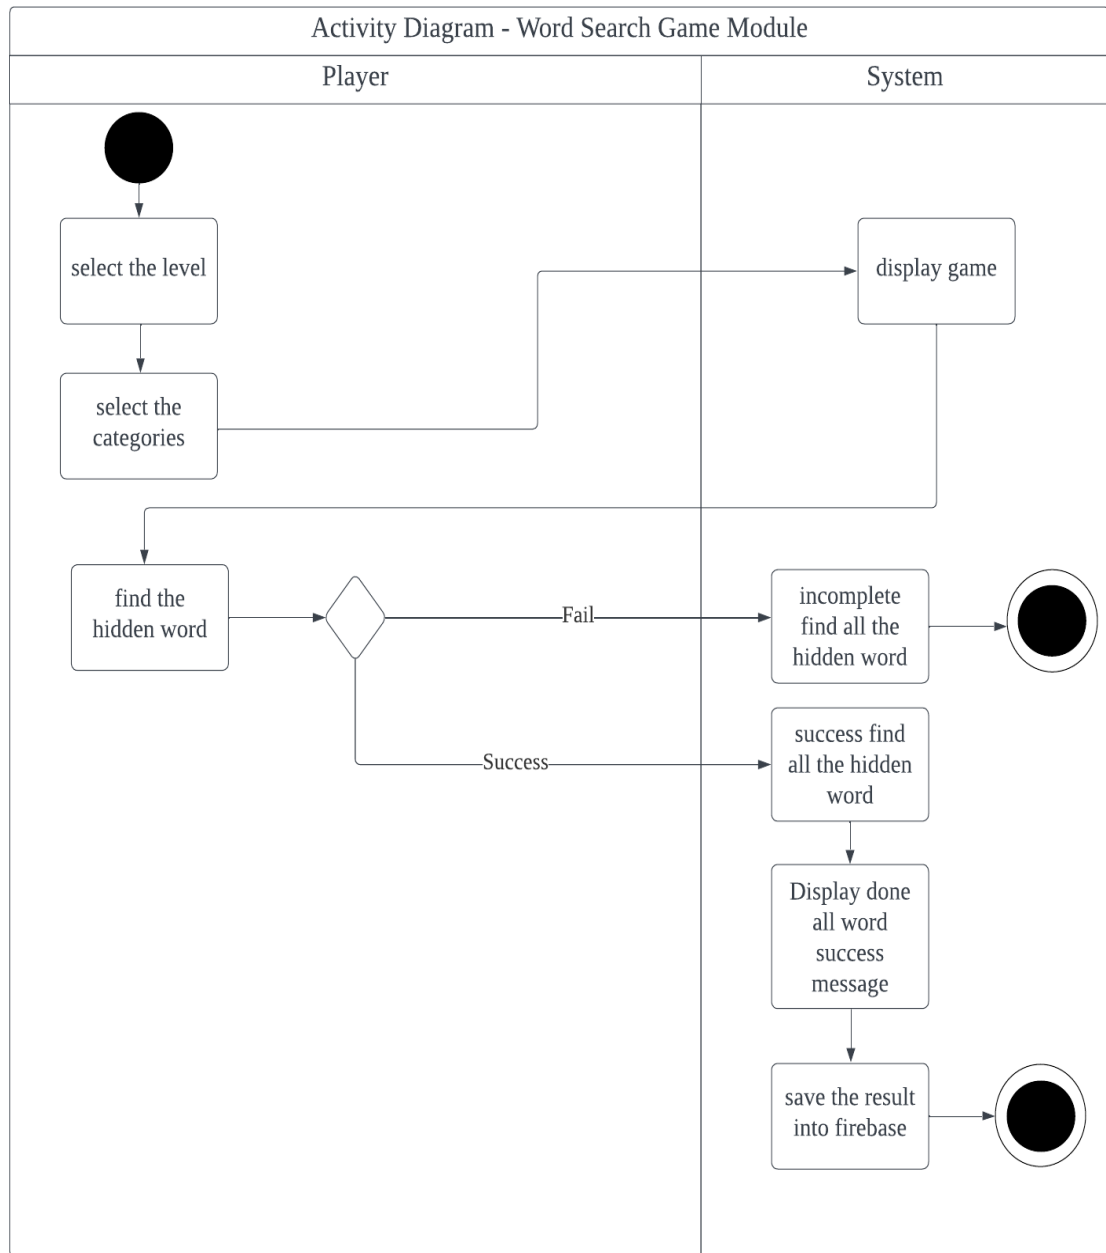 Activity Diagram - Word Search Game Module
Player
System
select the level
display game
select the
categories
find the
hidden word
Fail
incomplete
find all the
hidden word
Success
success find
all the hidden
word
Display done
all word
success
message
save the result
into firebase